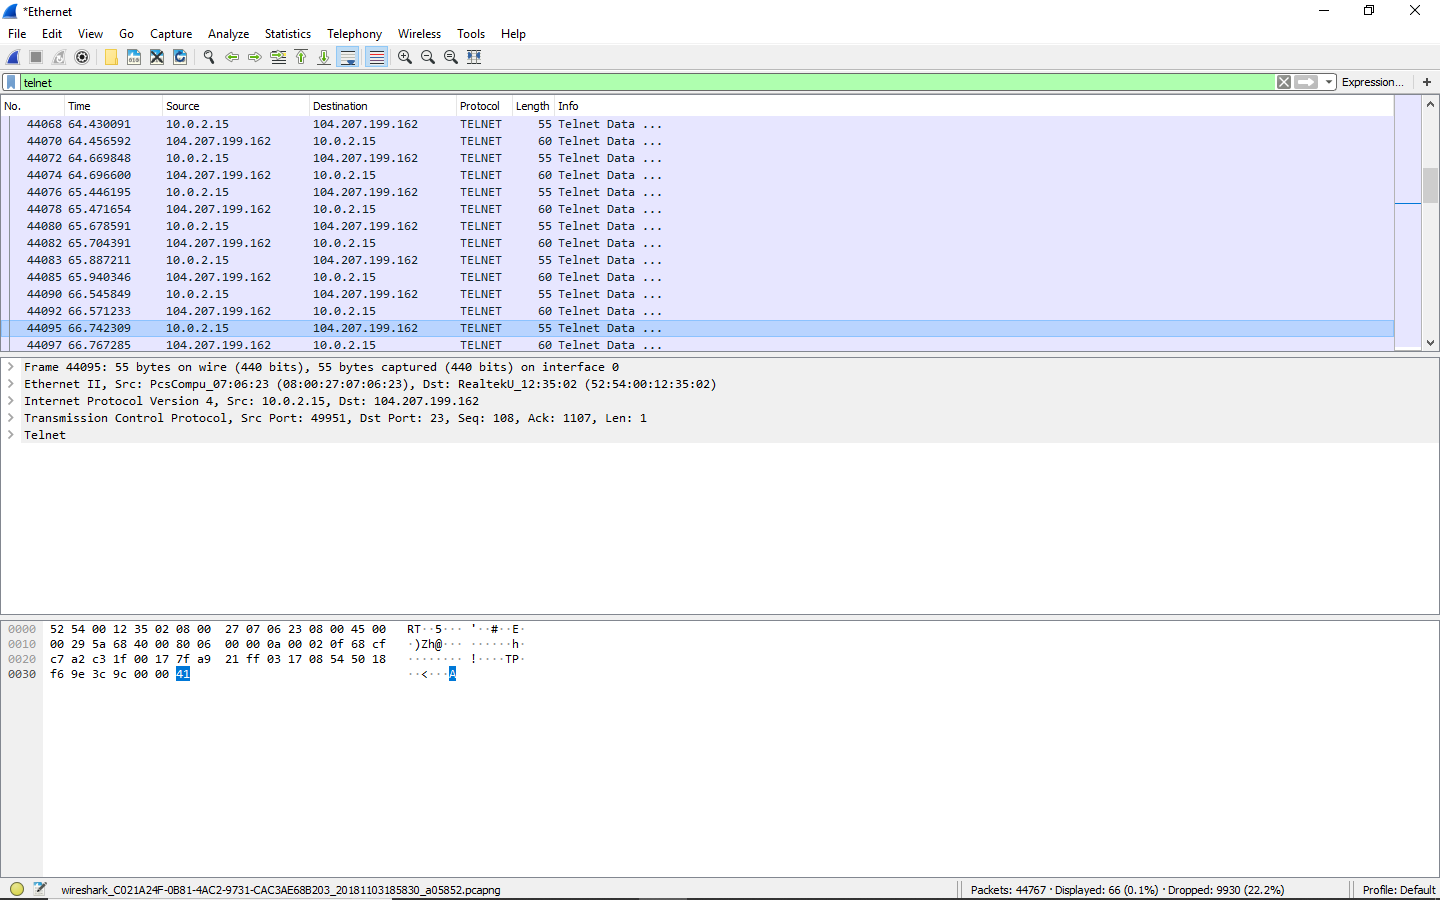 *Ethernet
File Edit View Go Capture Analyze Statistics Telephony Wireless Tools Help
telnet Expression... +
No. Time Source Destination Protocol Length Info
44068 64.430091 10.0.2.15 104.207.199.162 TELNET 55 Telnet Data ...
44070 64.456592 104.207.199.162 10.0.2.15 TELNET 60 Telnet Data ...
44072 64.669848 10.0.2.15 104.207.199.162 TELNET 55 Telnet Data ...
44074 64.696600 104.207.199.162 10.0.2.15 TELNET 60 Telnet Data ...
44076 65.446195 10.0.2.15 104.207.199.162 TELNET 55 Telnet Data ...
44078 65.471654 104.207.199.162 10.0.2.15 TELNET 60 Telnet Data ...
44080 65.678591 10.0.2.15 104.207.199.162 TELNET 55 Telnet Data ...
44082 65.704391 104.207.199.162 10.0.2.15 TELNET 60 Telnet Data ...
44083 65.887211 10.0.2.15 104.207.199.162 TELNET 55 Telnet Data ...
44085 65.940346 104.207.199.162 10.0.2.15 TELNET 60 Telnet Data ...
44090 66.545849 10.0.2.15 104.207.199.162 TELNET 55 Telnet Data ...
44092 66.571233 104.207.199.162 10.0.2.15 TELNET 60 Telnet Data ...
44095 66.742309 10.0.2.15 104.207.199.162 TELNET 55 Telnet Data ...
44097 66.767285 104.207.199.162 10.0.2.15 TELNET 60 Telnet Data ...
Frame 44095: 55 bytes on wire (440 bits), 55 bytes captured (440 bits) on interface 0
Ethernet II, Src: PcsCompu_07:06:23 (08:00:27:07:06:23), Dst: RealtekU_12:35:02 (52:54:00:12:35:02)
Internet Protocol Version 4, Src: 10.0.2.15, Dst: 104.207.199.162
Transmission Control Protocol, Src Port: 49951, Dst Port: 23, Seq: 108, Ack: 1107, Len: 1
Telnet
0000 52 54 00 12 35 02 08 00 27 07 06 23 08 00 45 00 RT··5··· '··#··E·
0010 00 29 5a 68 40 00 80 06 00 00 0a 00 02 0f 68 cf ·)Zh@··· ······h·
0020 c7 a2 c3 1f 00 17 7f a9 21 ff 03 17 08 54 50 18 ········ !····TP·
0030 f6 9e 3c 9c 00 00 41 ··<···A
wireshark_C021A24F-0B81-4AC2-9731-CAC3AE68B203_20181103185830_a05852.pcapng Packets: 44767 · Displayed: 66 (0.1%) · Dropped: 9930 (22.2%) Profile: Default